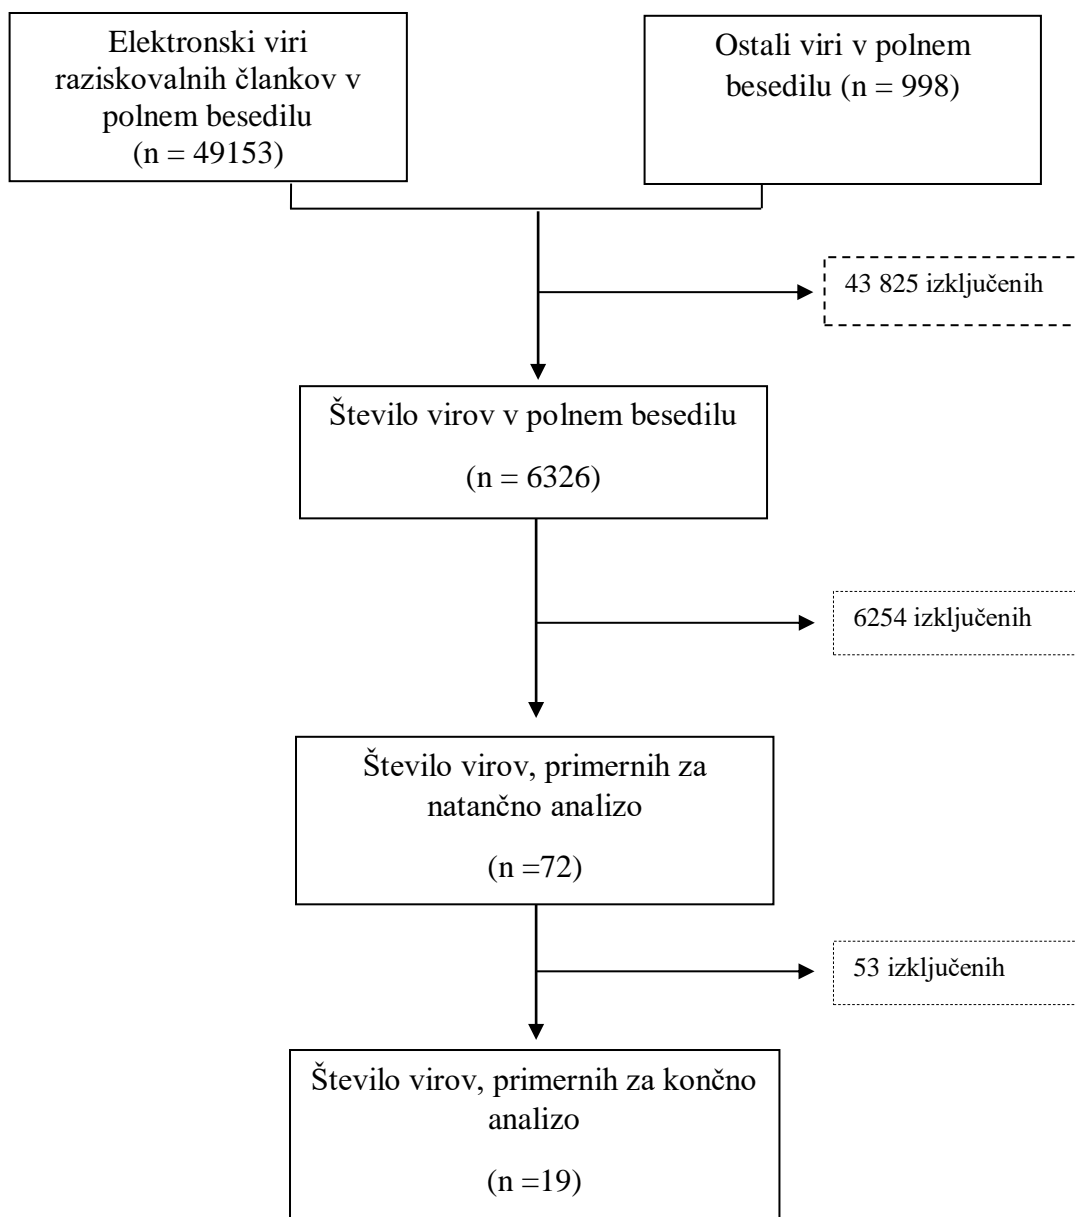 Elektronski viri
raziskovalnih člankov v
polnem besedilu
(n = 49153)
Ostali viri v polnem
besedilu (n = 998)
43 825 izključenih
Število virov v polnem besedilu
(n = 6326)
6254 izključenih
Število virov, primernih za
natančno analizo
(n =72)
53 izključenih
Število virov, primernih za končno
analizo
(n =19)